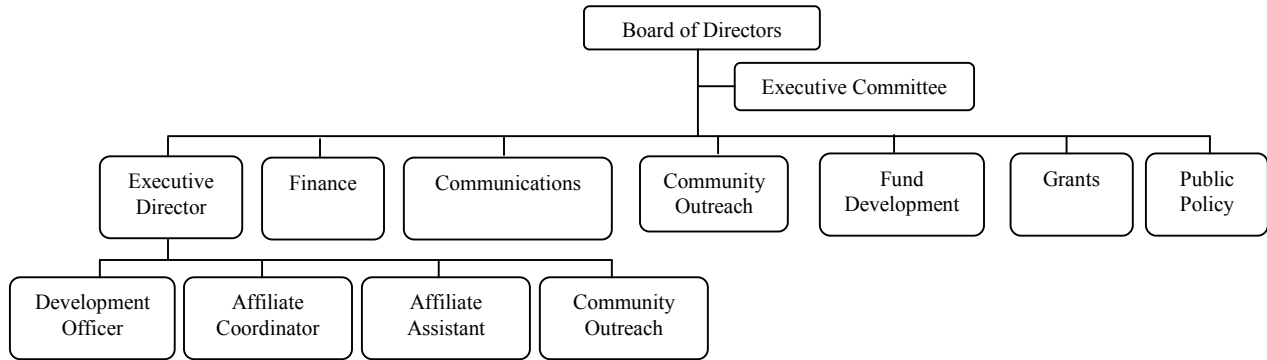 Board of Directors
Executive Committee
Executive
Director
Finance
Communications
Community
Outreach
Fund
Development
Grants
Public
Policy
Development
Officer
Affiliate
Coordinator
Affiliate
Assistant
Community
Outreach